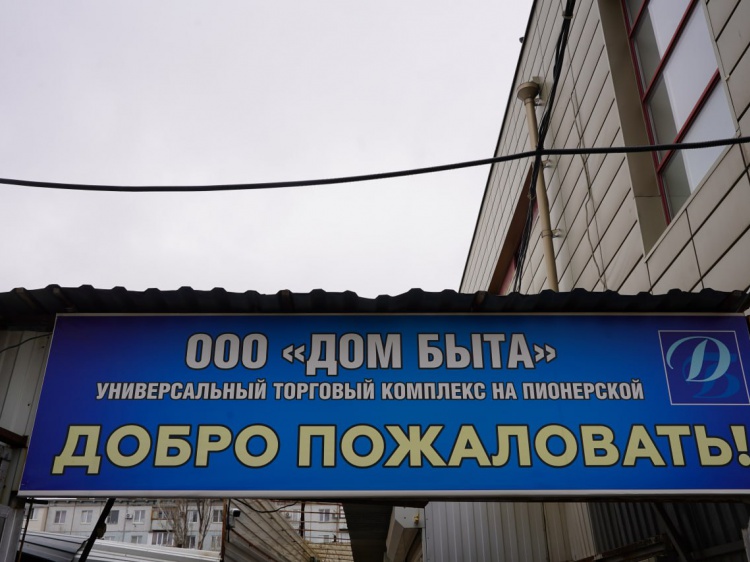 ООО «ДОМ БЫТА»
УНИВЕРСАЛЬНЫЙ ТОРГОВЫЙ КОМПЛЕКС НА ПИОНЕРСКОЙ
ДОБРО ПОЖАЛОВАТЬ!